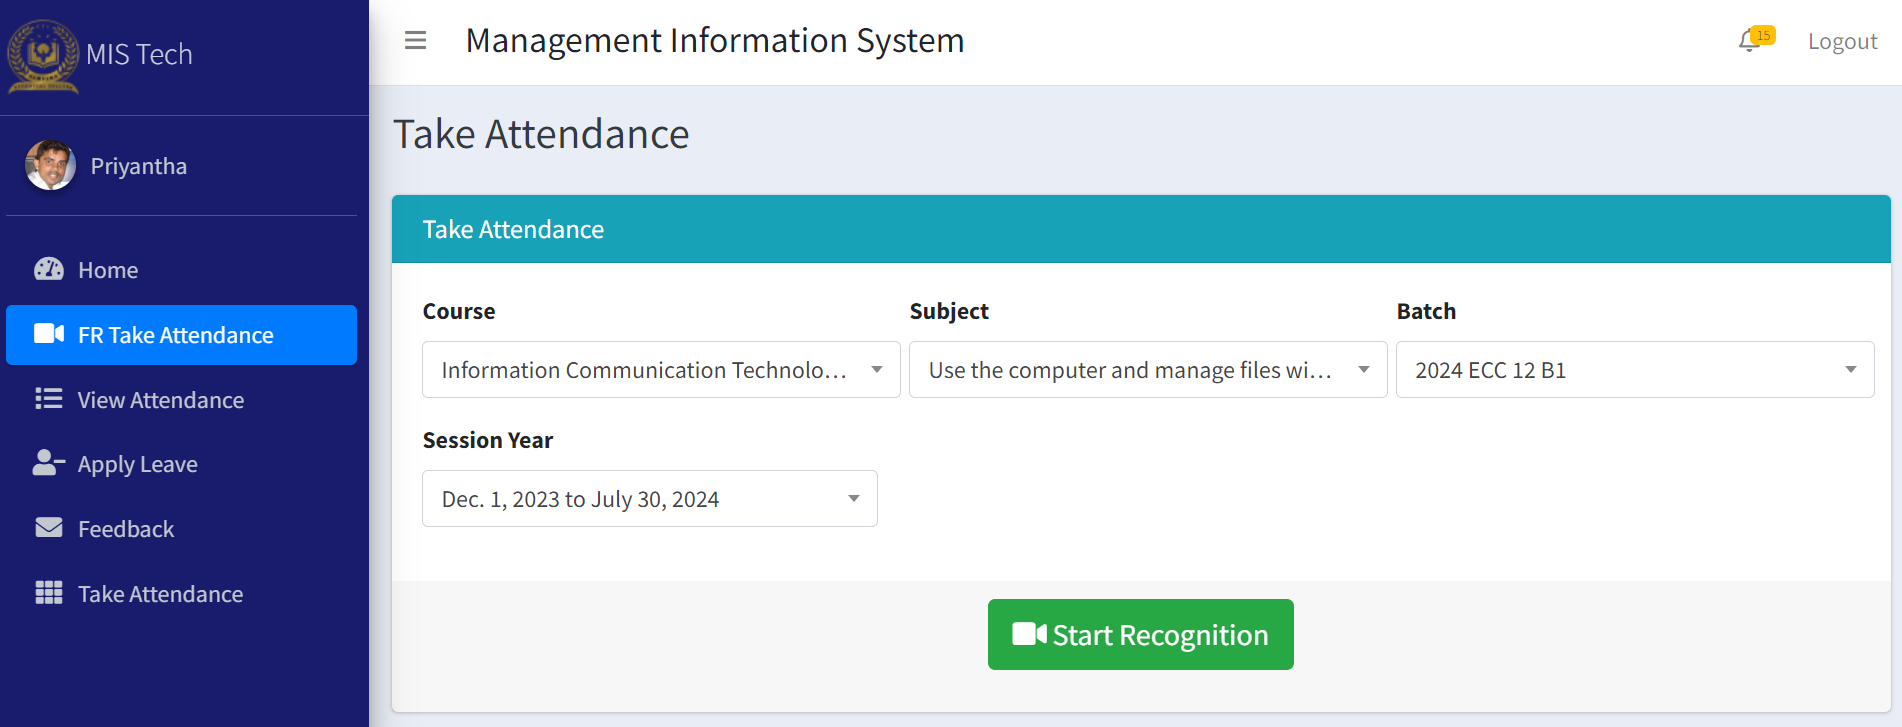 MIS Tech
Management Information System
15
Logout
Priyantha
Home
FR Take Attendance
View Attendance
Apply Leave
Feedback
Take Attendance
Take Attendance
Take Attendance
Course
Subject
Batch
Information Communication Technolo...
Use the computer and manage files wi...
2024 ECC 12 B1
Session Year
Dec. 1, 2023 to July 30, 2024
Start Recognition